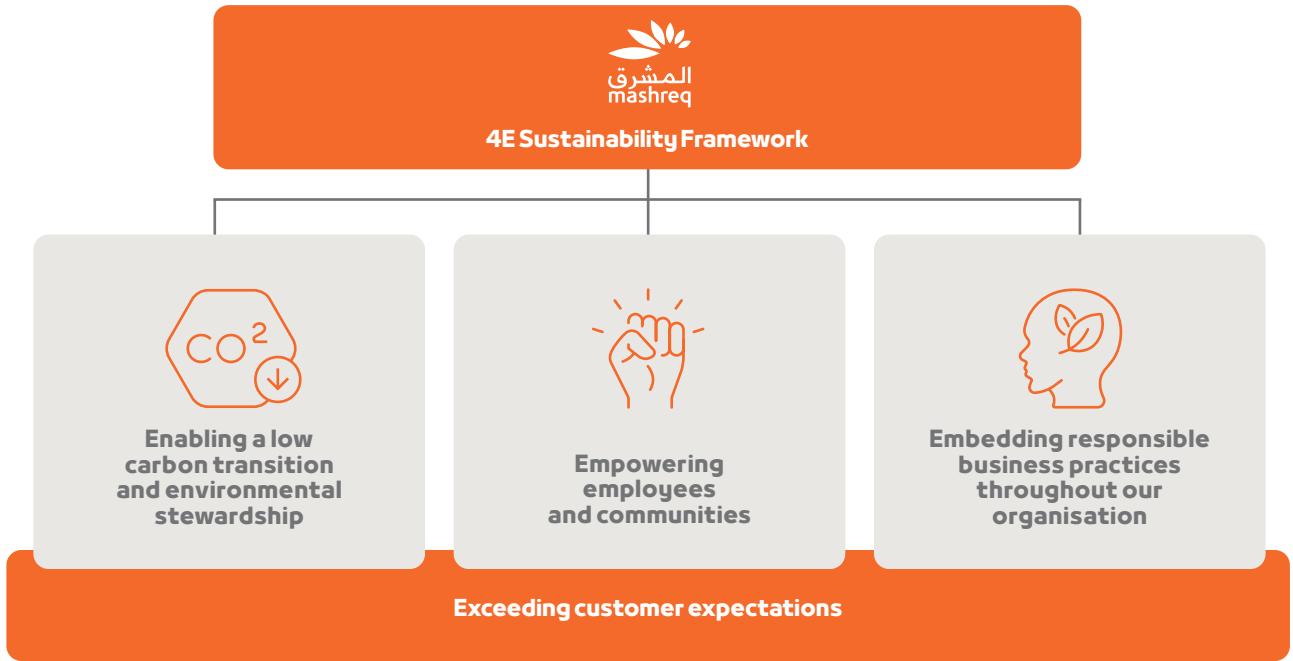 المشرق
mashreq
4E Sustainability Framework
CO²
Enabling a low
carbon transition
and environmental
stewardship
Empowering
employees
and communities
Embedding responsible
business practices
throughout our
organisation
Exceeding customer expectations